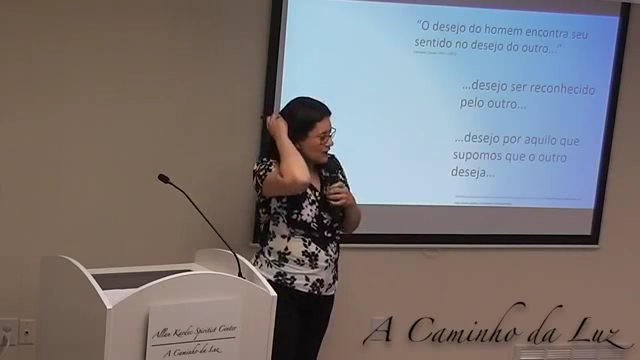 "O desejo do homem encontra seu
sentido no desejo do outro..."
...desejo ser reconhecido
pelo outro...
...desejo por aquilo que
supomos que o outro
deseja...
Allan Kardec Spiritist Center
A Caminho da Luz
A Caminho da Luz